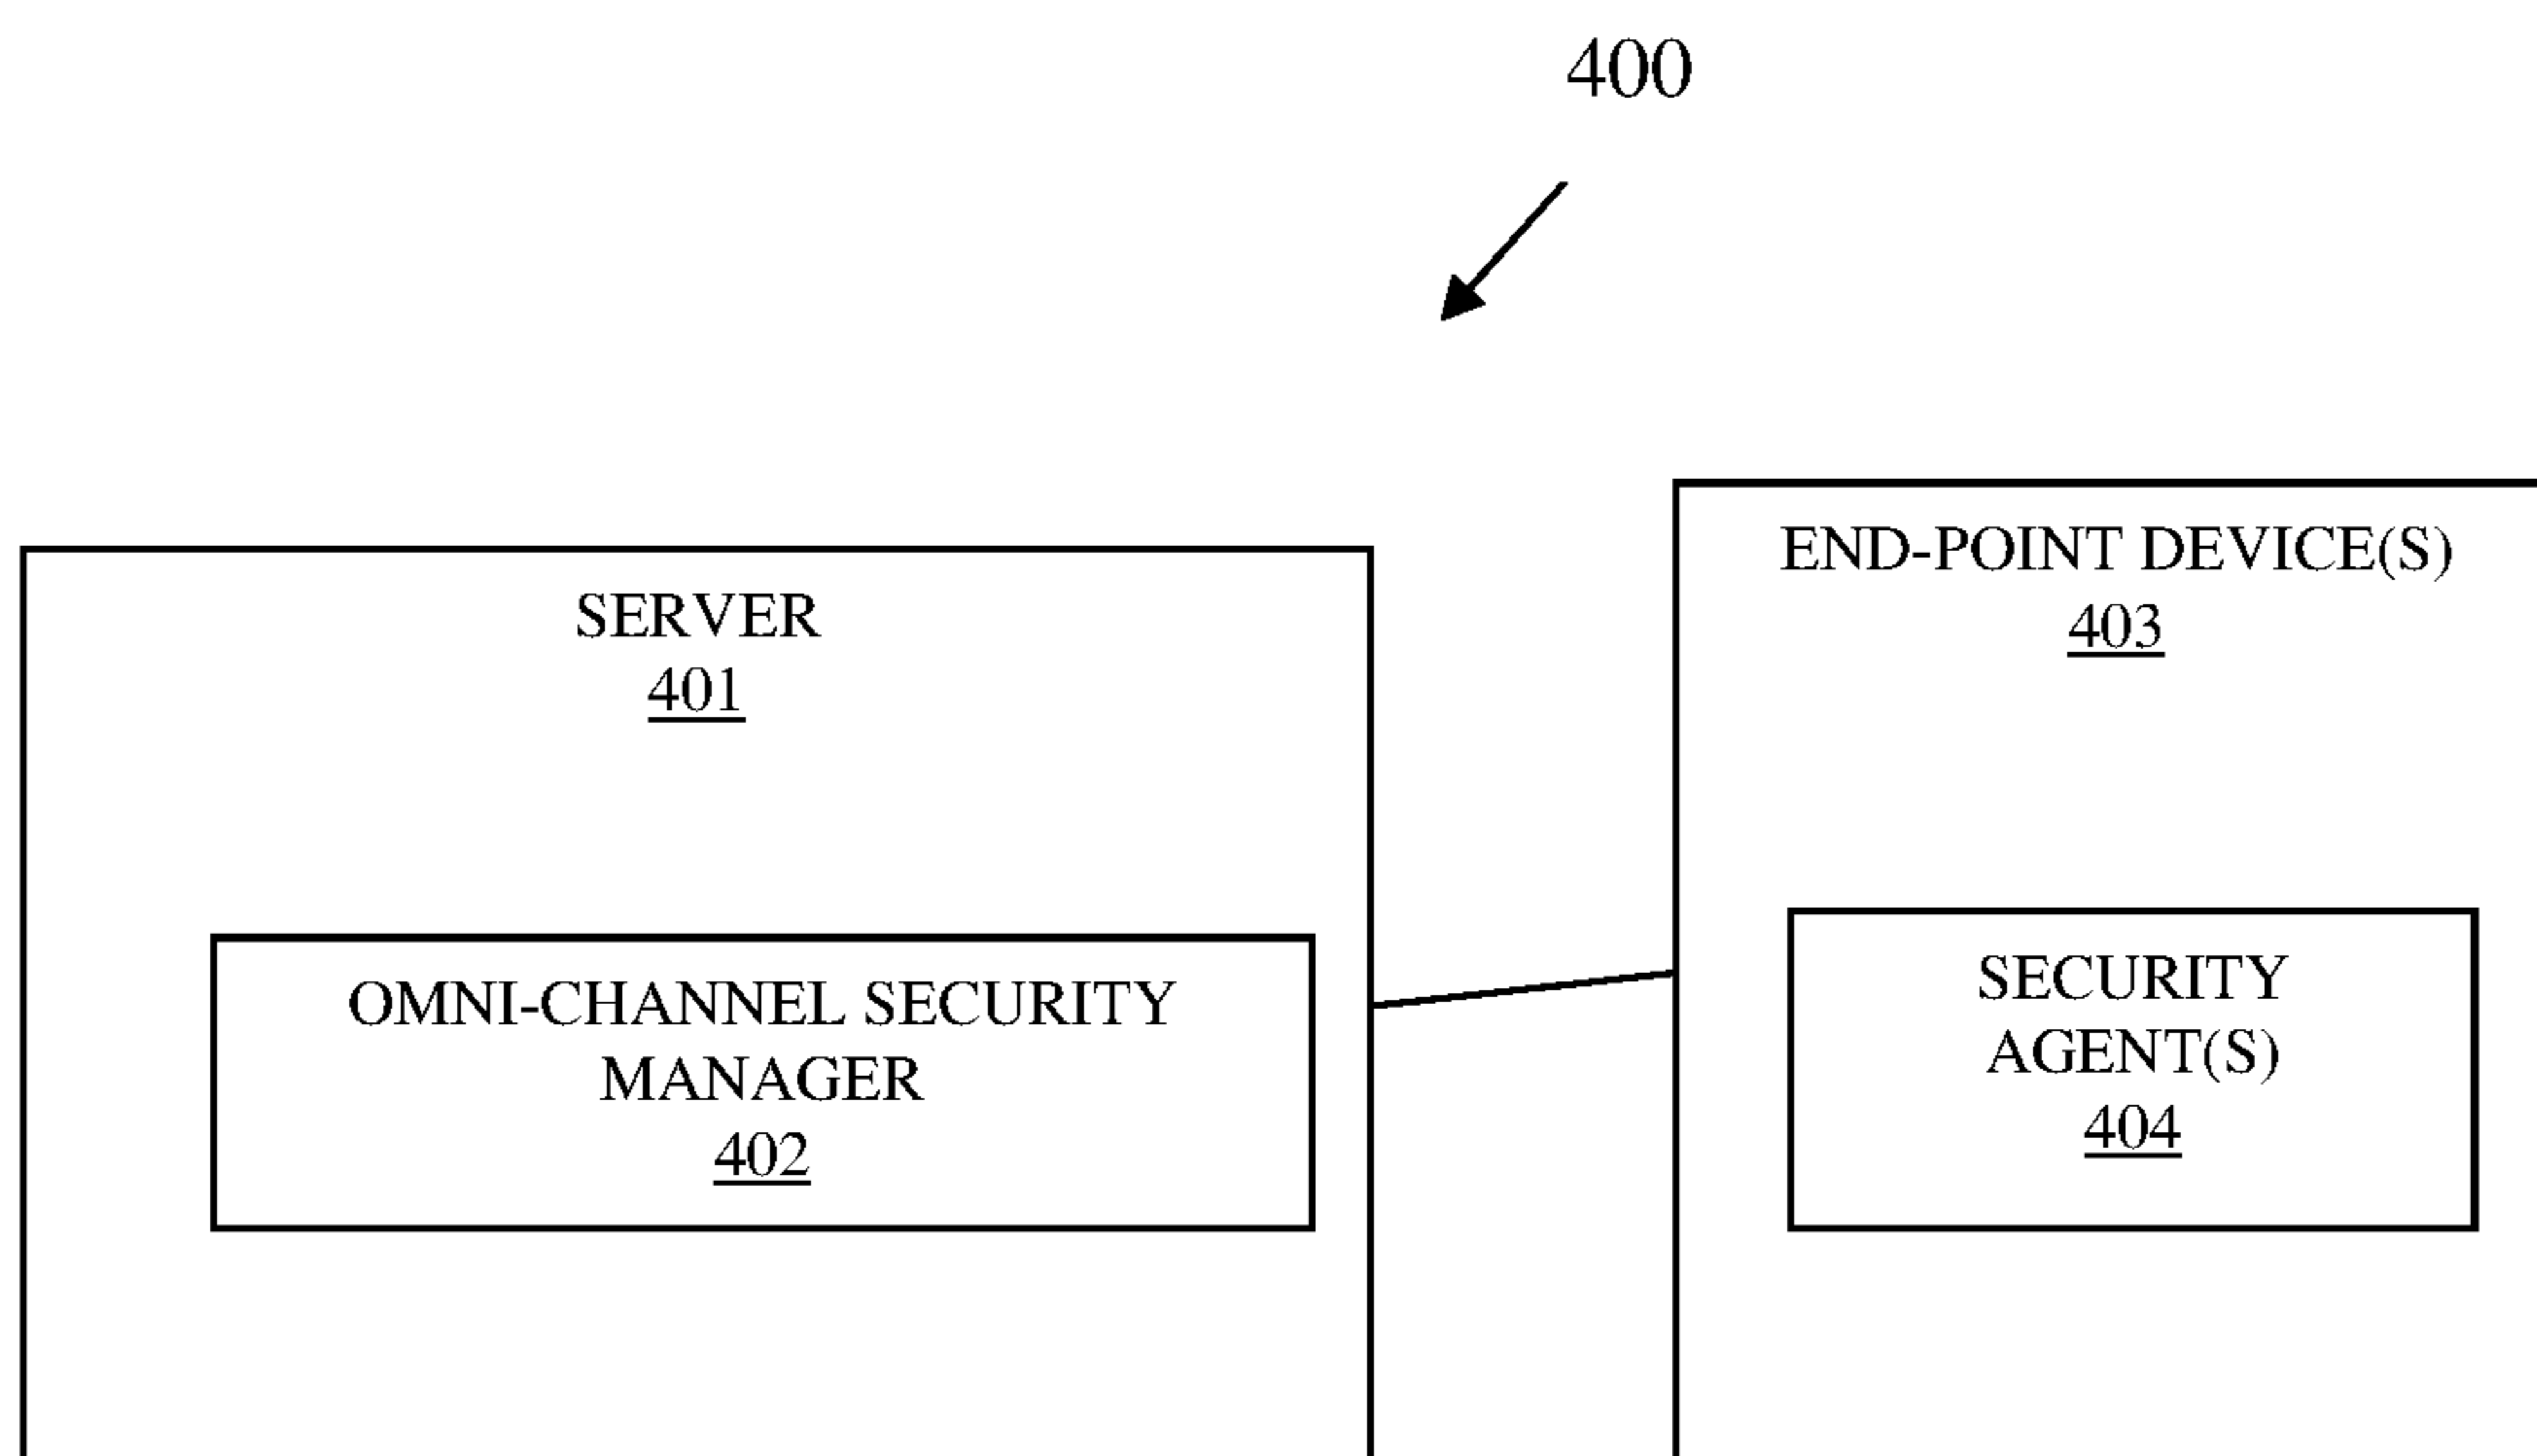 400
SERVER
401
OMNI-CHANNEL SECURITY
MANAGER
402
END-POINT DEVICE(S)
403
SECURITY
AGENT(S)
404